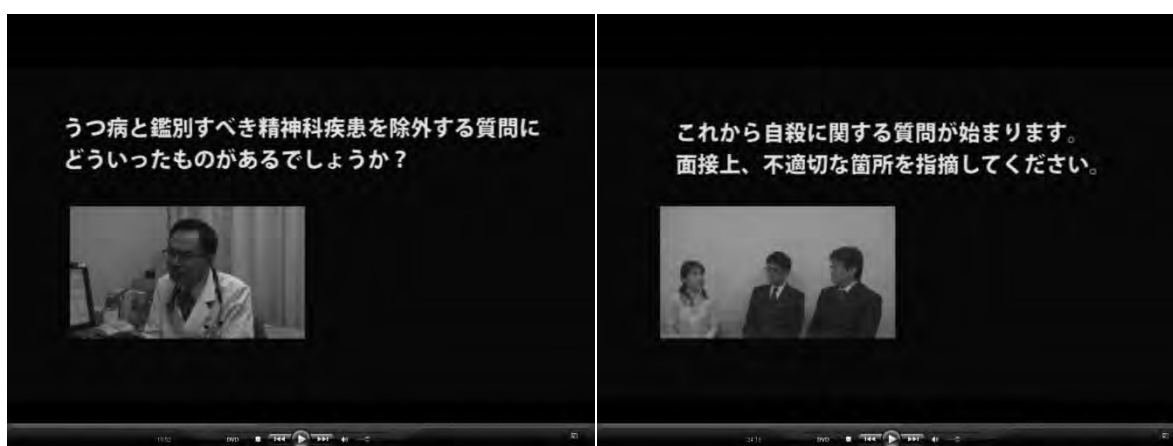 うつ病と鑑別すべき精神科疾患を除外する質問に
どういったものがあるでしょうか？
これから自殺に関する質問が始まります。
面接上、不適切な箇所を指摘してください。
DVD
DVD